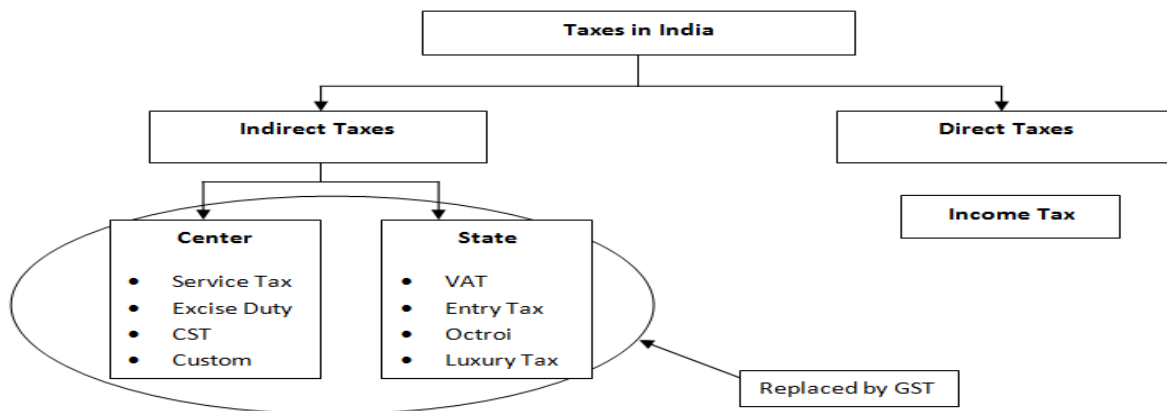 Taxes in India
Indirect Taxes
Direct Taxes
Income Tax
Center
• Service Tax
• Excise Duty
• CST
• Custom
State
• VAT
• Entry Tax
• Octroi
• Luxury Tax
Replaced by GST